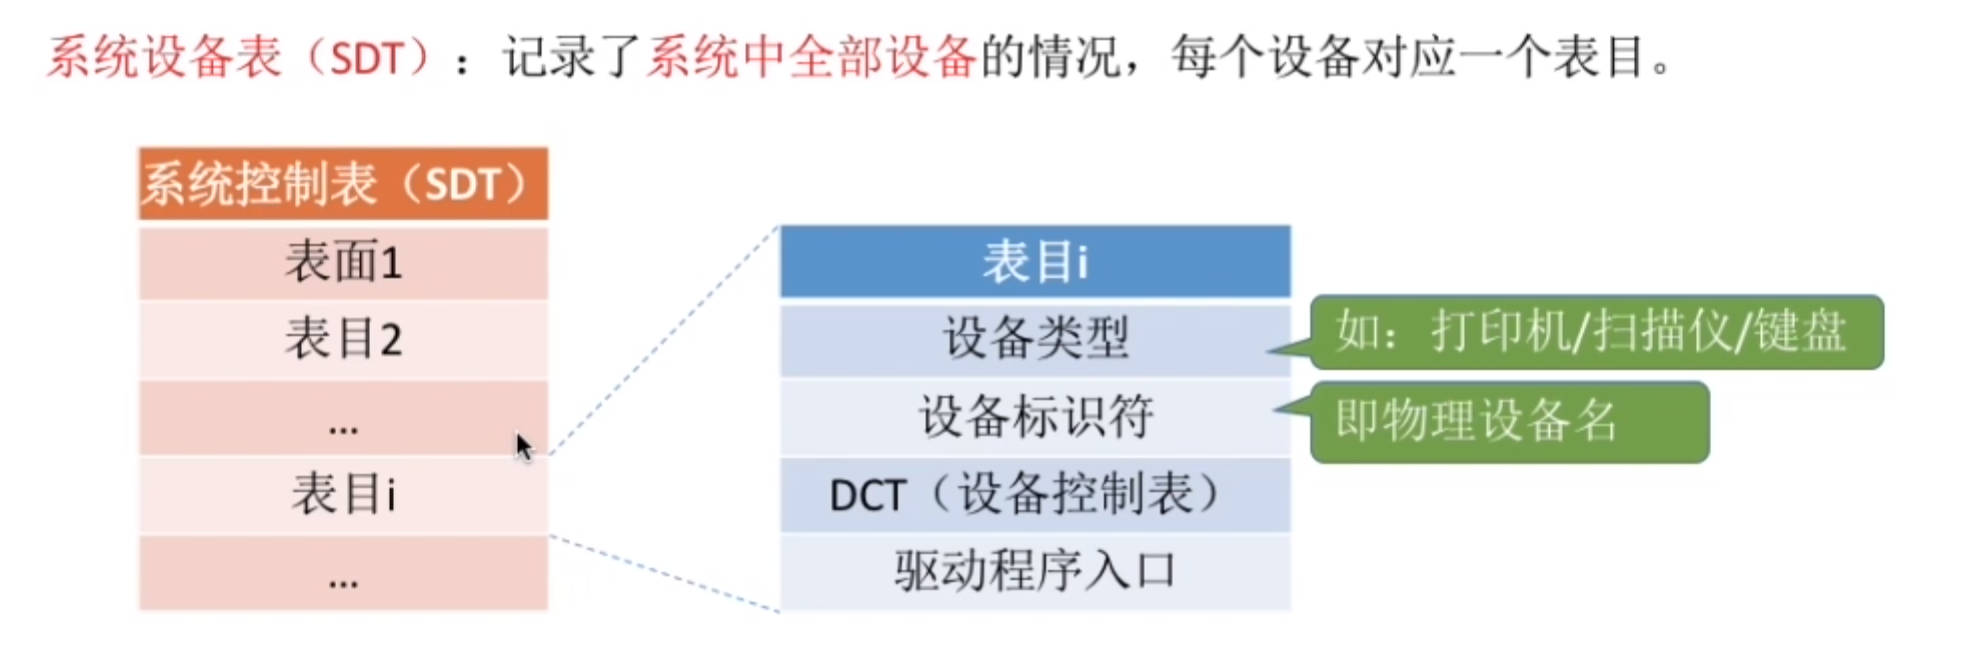 系统设备表（SDT）：记录了系统中全部设备的情况，每个设备对应一个表目。
系统控制表（SDT）
表面1
表目2
...
表目i
...
表目i
设备类型
设备标识符
DCT（设备控制表）
驱动程序入口
如：打印机/扫描仪/键盘
即物理设备名